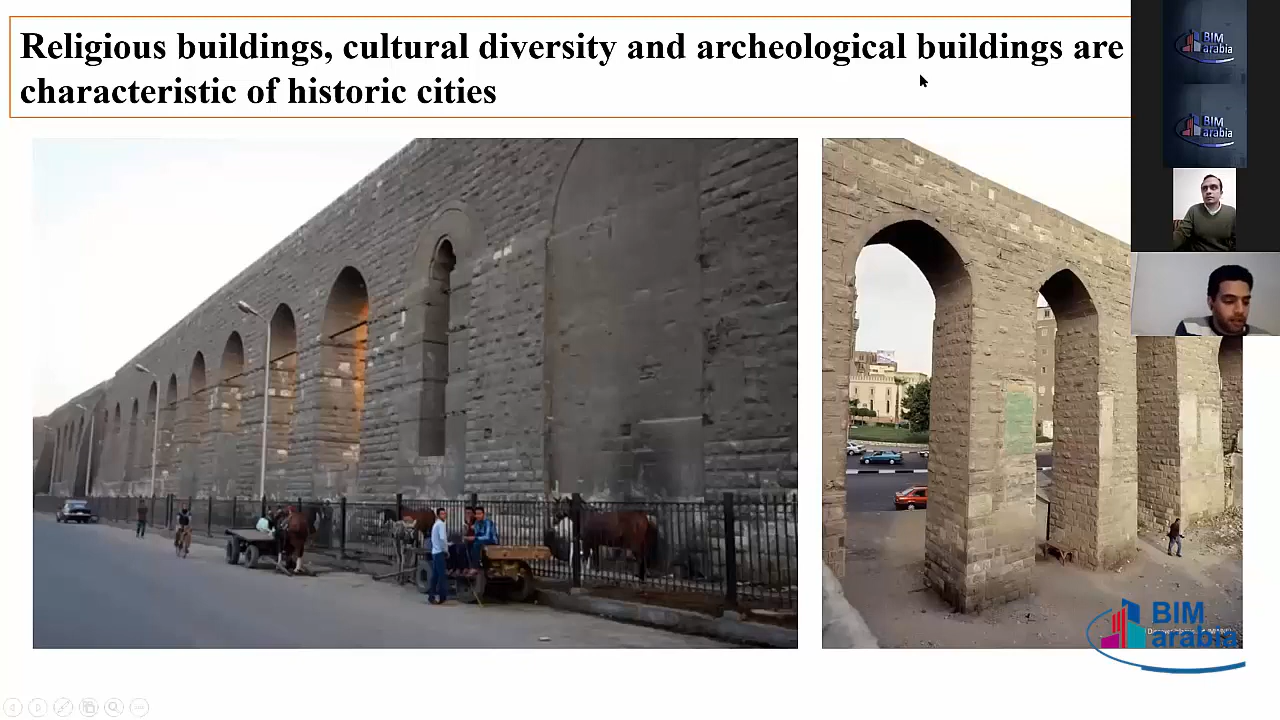 Religious buildings, cultural diversity and archeological buildings are
characteristic of historic cities
BIM
arabia
BIM
arabia
BIM
arabia